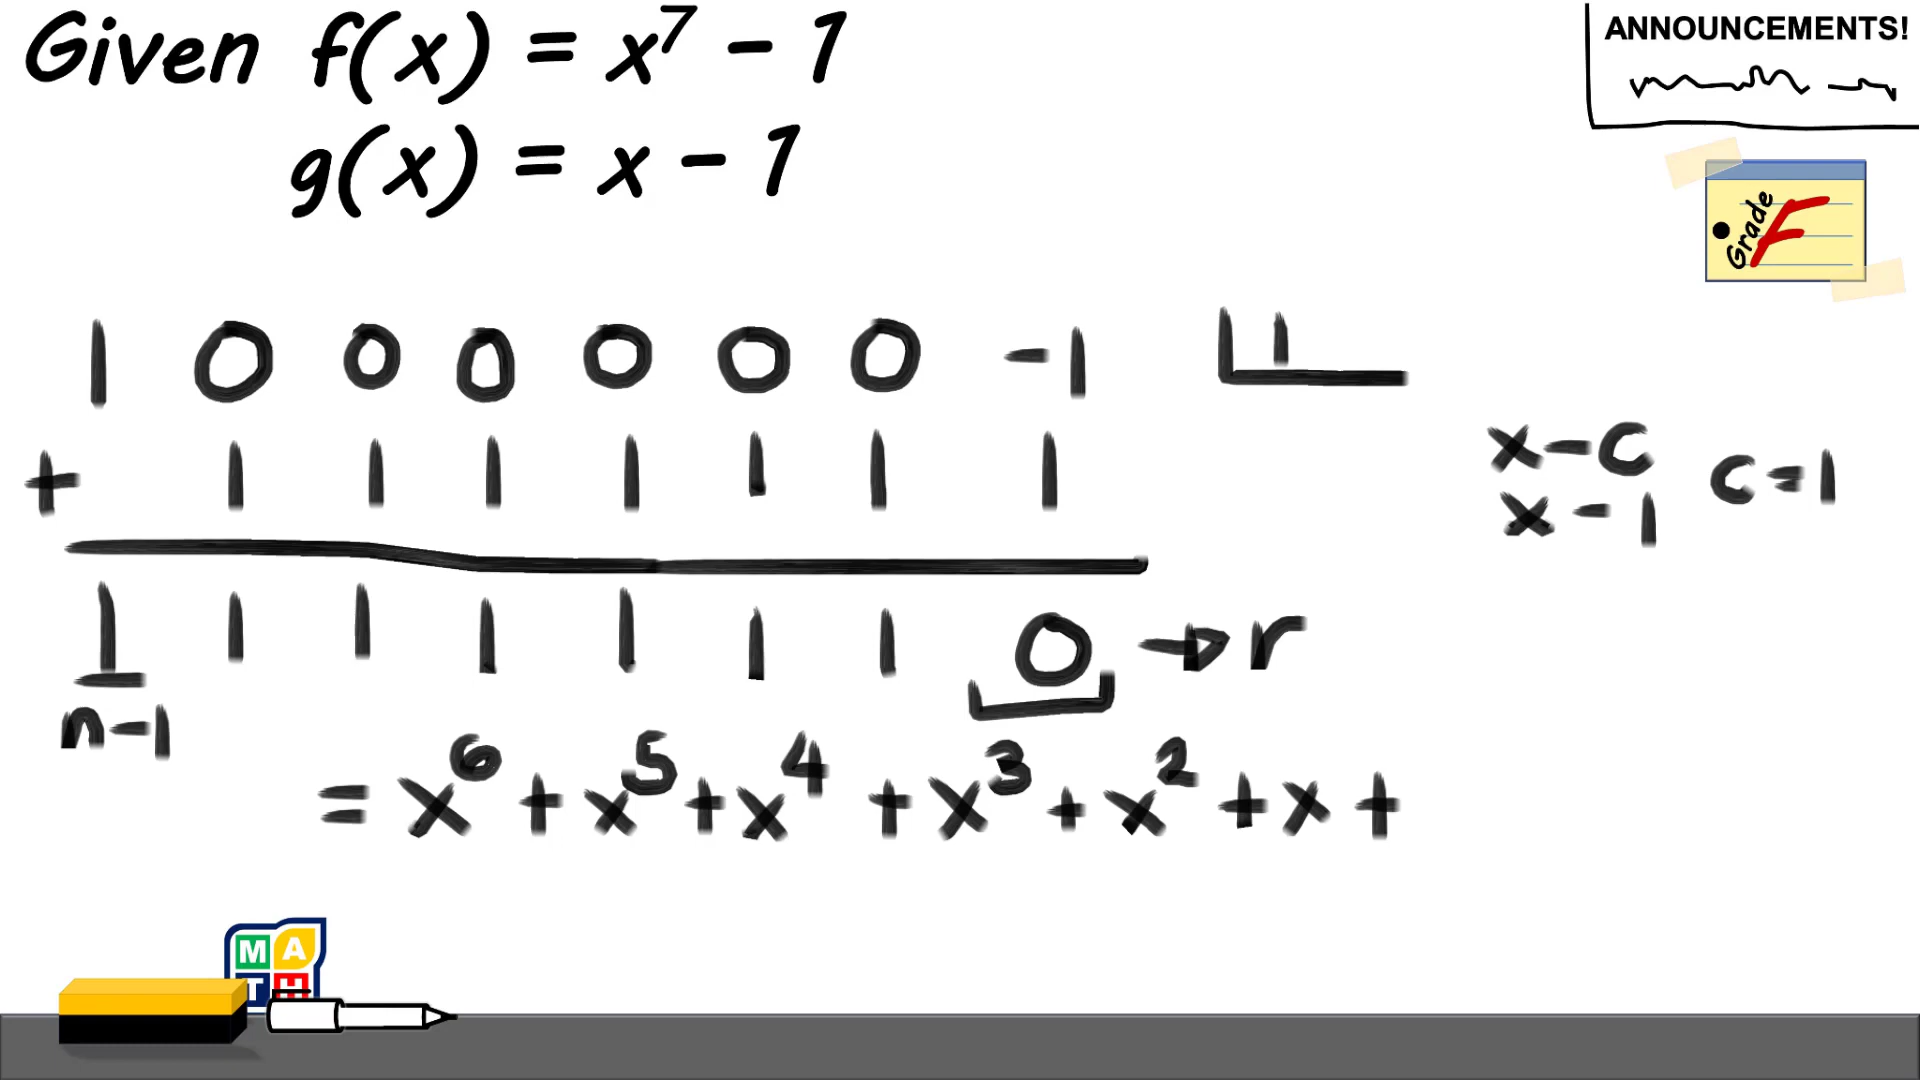 Given f(x) = x⁷ - 1
g(x) = x - 1
ANNOUNCEMENTS!
Grade F
1 0 0 0 0 0 0 -1 1
+ 1 1 1 1 1 1 1
1 1 1 1 1 1 1 0 → r
n-1
x-c
x-1
c=1
= x⁶ + x⁵ + x⁴ + x³ + x² + x +
MA
TH